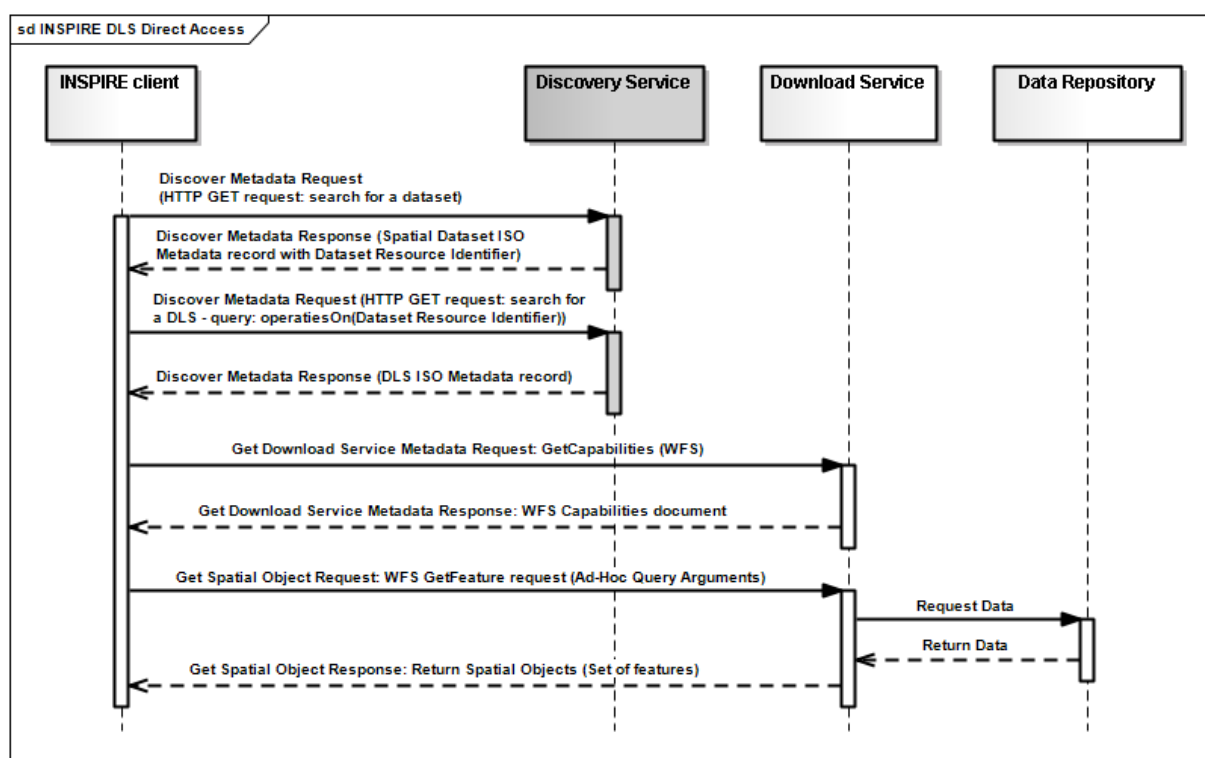 sd INSPIRE DLS Direct Access
INSPIRE client
Discovery Service
Download Service
Data Repository
Discover Metadata Request
(HTTP GET request: search for a dataset)
Discover Metadata Response (Spatial Dataset ISO
Metadata record with Dataset Resource Identifier)
Discover Metadata Request (HTTP GET request: search for
a DLS - query: operatiesOn(Dataset Resource Identifier))
Discover Metadata Response (DLS ISO Metadata record)
Get Download Service Metadata Request: GetCapabilities (WFS)
Get Download Service Metadata Response: WFS Capabilities document
Get Spatial Object Request: WFS GetFeature request (Ad-Hoc Query Arguments)
Request Data
Return Data
Get Spatial Object Response: Return Spatial Objects (Set of features)